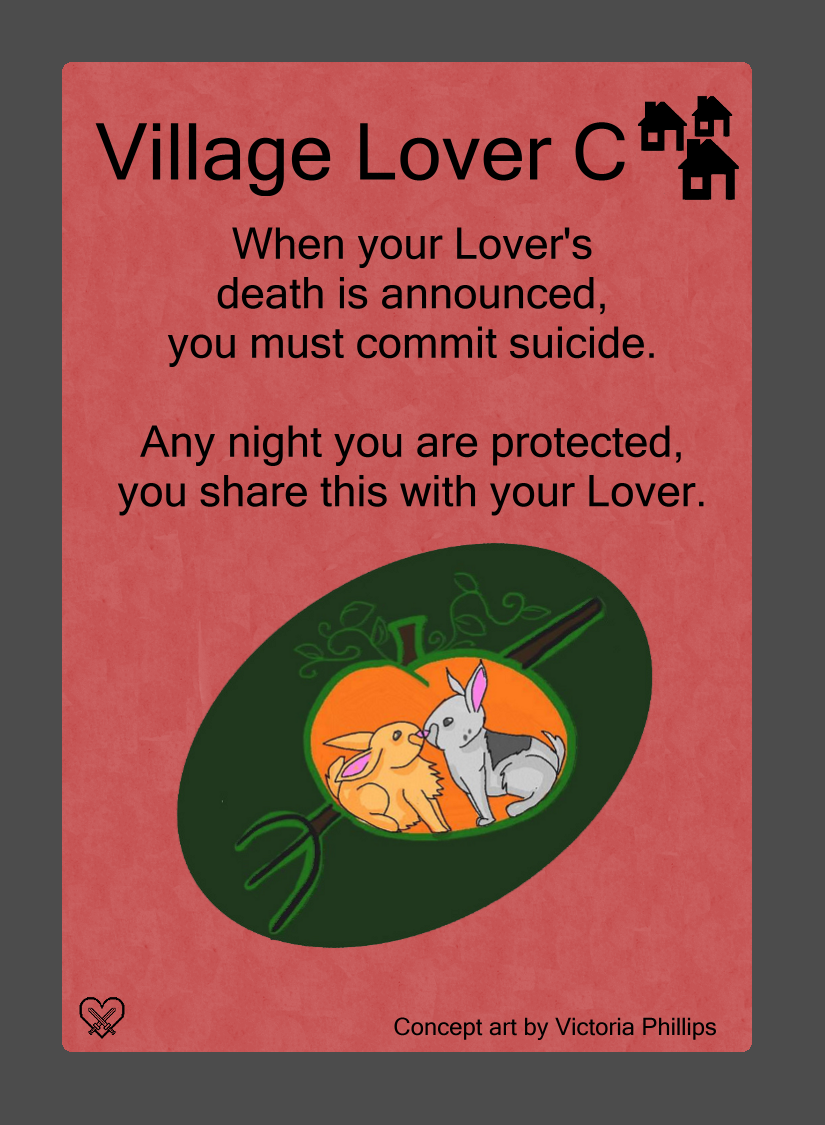 Village Lover C
When your Lover's
death is announced,
you must commit suicide.
Any night you are protected,
you share this with your Lover.
Concept art by Victoria Phillips